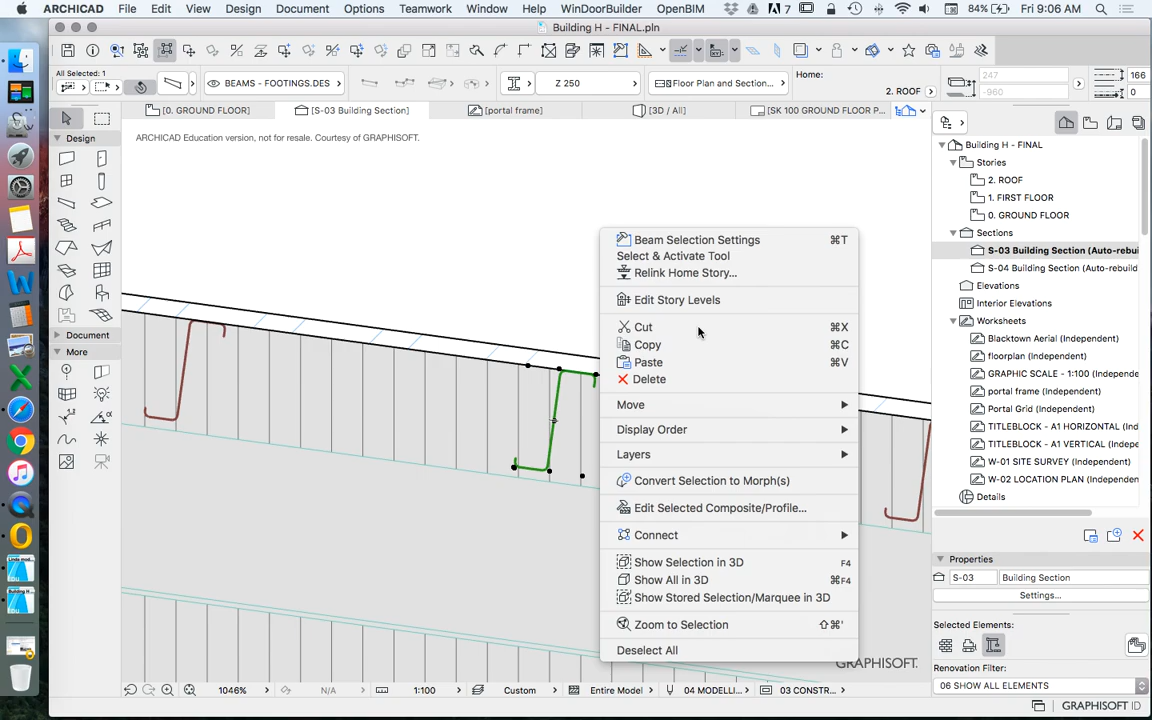 ARCHICAD File Edit View Design Document Options Teamwork Window Help WinDoorBuilder OpenBIM 7 84% Fri 9:06 AM
Building H - FINAL.pln
All Selected: 1
BEAMS - FOOTINGS.DES
Z 250
Floor Plan and Section...
Home:
2. ROOF
247
-960
166
0
[0. GROUND FLOOR]
[S-03 Building Section]
[portal frame]
[3D / All]
[SK 100 GROUND FLOOR P...
ARCHICAD Education version, not for resale. Courtesy of GRAPHISOFT.
Design
Document
More
Beam Selection Settings ⌘T
Select & Activate Tool
Relink Home Story...
Edit Story Levels
Cut ⌘X
Copy ⌘C
Paste ⌘V
Delete
Move
Display Order
Layers
Convert Selection to Morph(s)
Edit Selected Composite/Profile...
Connect
Show Selection in 3D F4
Show All in 3D ⌘F4
Show Stored Selection/Marquee in 3D
Zoom to Selection ⇧⌘'
Deselect All
GRAPHISOFT.
Building H - FINAL
Stories
2. ROOF
1. FIRST FLOOR
0. GROUND FLOOR
Sections
S-03 Building Section (Auto-rebui
S-04 Building Section (Auto-rebuild
Elevations
Interior Elevations
Worksheets
Blacktown Aerial (Independent)
floorplan (Independent)
GRAPHIC SCALE - 1:100 (Independe
portal frame (Independent)
Portal Grid (Independent)
TITLEBLOCK - A1 HORIZONTAL (Ind
TITLEBLOCK - A1 VERTICAL (Indepe
W-01 SITE SURVEY (Independent)
W-02 LOCATION PLAN (Independen
Details
Properties
S-03
Building Section
Settings...
Selected Elements:
Renovation Filter:
06 SHOW ALL ELEMENTS
1046%
N/A
1:100
Custom
Entire Model
04 MODELLI...
03 CONSTR...
GRAPHISOFT ID